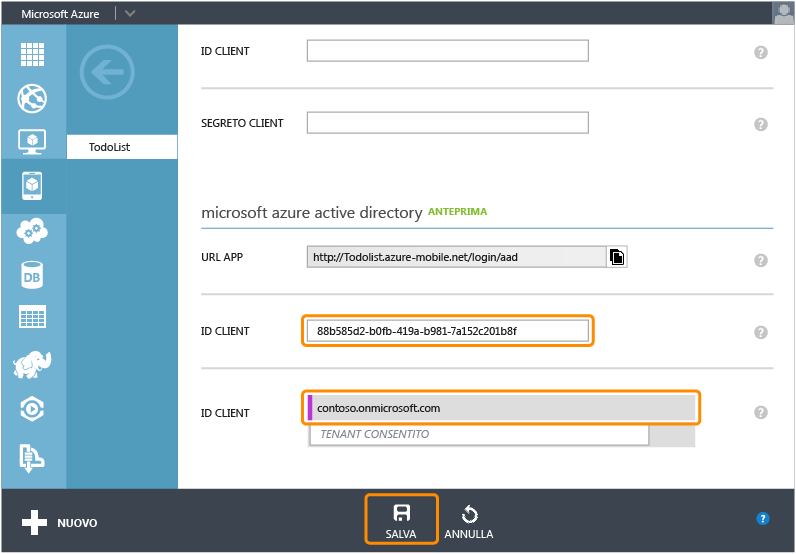 Microsoft Azure
ID CLIENT
?
SEGRETO CLIENT
?
TodoList
microsoft azure active directory ANTEPRIMA
URL APP
http://Todolist.azure-mobile.net/login/aad
?
DB
ID CLIENT
88b585d2-b0fb-419a-b981-7a152c201b8f
?
ID CLIENT
contoso.onmicrosoft.com
?
TENANT CONSENTITO
NUOVO
SALVA
ANNULLA
?